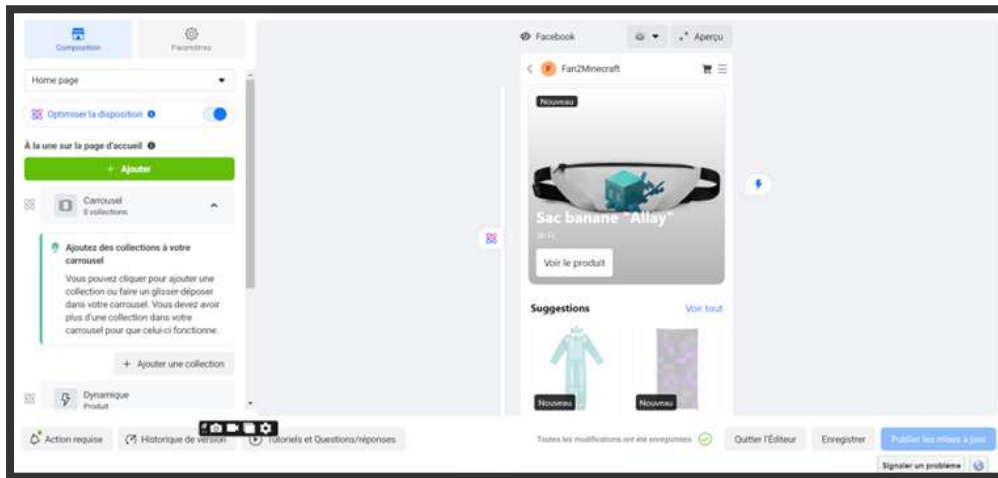 Composition
Paramètres
Home page
Optimiser la disposition
À la une sur la page d'accueil
+ Ajouter
Carrousel
0 collections
Ajoutez des collections à votre
carrousel
Vous pouvez cliquer pour ajouter une
collection ou faire un glisser-déposer
dans votre carrousel. Vous devez avoir
plus d'une collection dans votre
carrousel pour que celui-ci fonctionne.
+ Ajouter une collection
Dynamique
Produit
Facebook
Aperçu
F
Fan2Minecraft
Nouveau
Sac banane "Allay"
Voir le produit
Suggestions
Voir tout
Nouveau
Nouveau
Action requise
Historique de version
Tutoriels et Questions/réponses
Toutes les modifications ont été enregistrées
Quitter l'Éditeur
Enregistrer
Publier les mises à jour
Signaler un problème